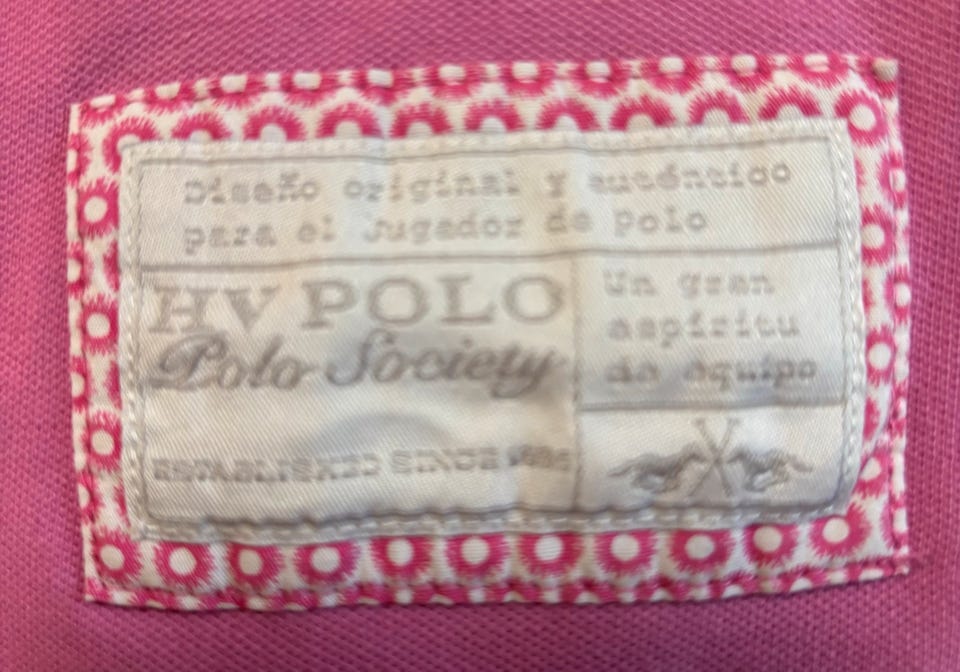 Diseño original y auténtico
para el Jugador de Polo
HV POLO
Polo Society
ESTABLISHED SINCE
Un gran
espíritu
de equipo